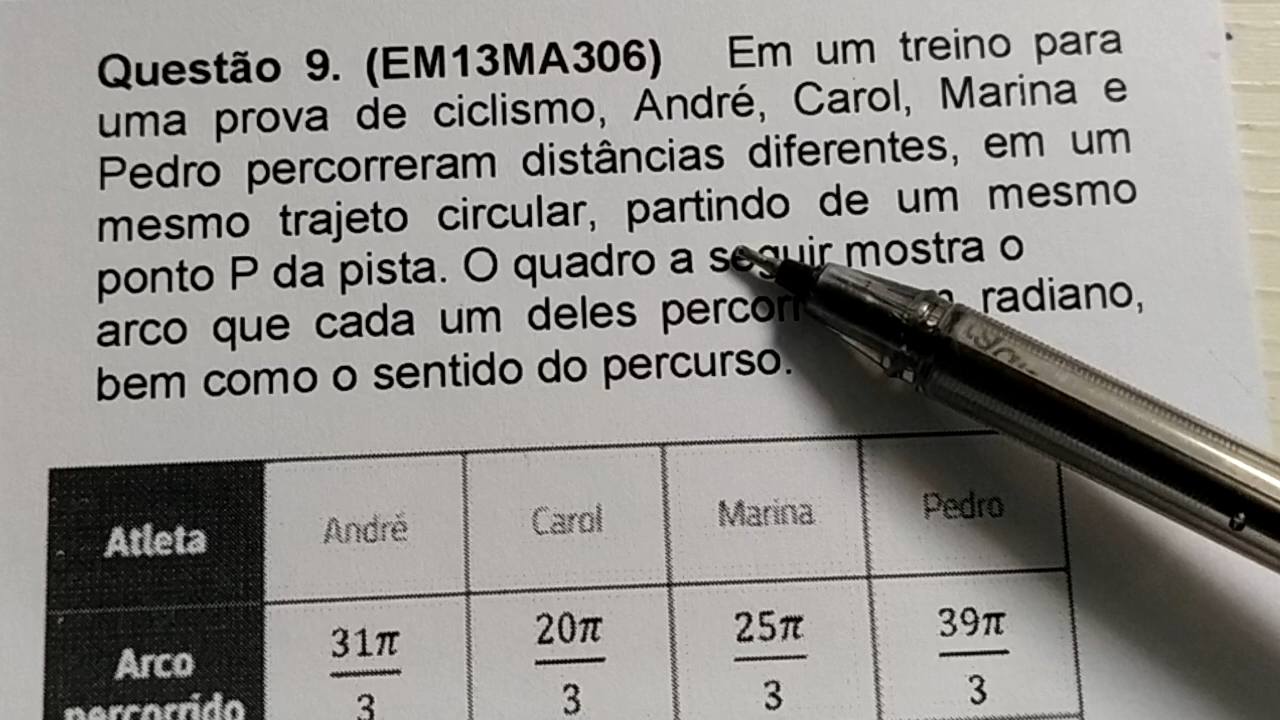 Questão 9. (EM13MA306) Em um treino para
uma prova de ciclismo, André, Carol, Marina e
Pedro percorreram distâncias diferentes, em um
mesmo trajeto circular, partindo de um mesmo
ponto P da pista. O quadro a seguir mostra o
arco que cada um deles radiano,
bem como o sentido do percurso.
Atleta André Carol Marina Pedro
Arco percorrido 31π/3 20π/3 25π/3 39π/3